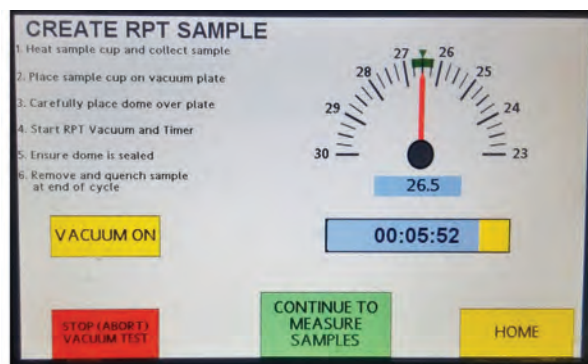 CREATE RPT SAMPLE
1. Heat sample cup and collect sample
2. Place sample cup on vacuum plate
3. Carefully place dome over plate
4. Start RPT Vacuum and Timer
5. Ensure dome is sealed
6. Remove and quench sample
at end of cycle
30
29
28
27
26
25
24
23
26.5
00:05:52
VACUUM ON
STOP (ABORT)
VACUUM TEST
CONTINUE TO
MEASURE
SAMPLES
HOME